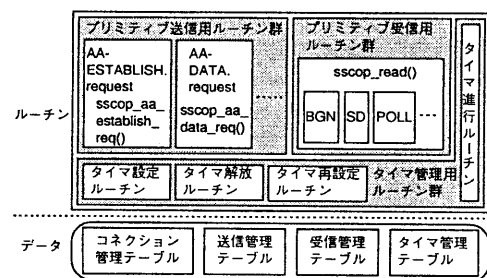 プリミティブ送信用ルーチン群
AA-
ESTABLISH.
request
sscop_aa_
establish_
req()
AA-
DATA.
request
sscop_aa_
data_req()
……
プリミティブ受信用
ルーチン群
sscop_read()
BGN
SD
POLL
…
タイマ進行ルーチン
ルーチン
タイマ設定
ルーチン
タイマ解放
ルーチン
タイマ再設定
ルーチン
タイマ管理用
ルーチン群
データ
コネクション
管理テーブル
送信管理
テーブル
受信管理
テーブル
タイマ管理
テーブル